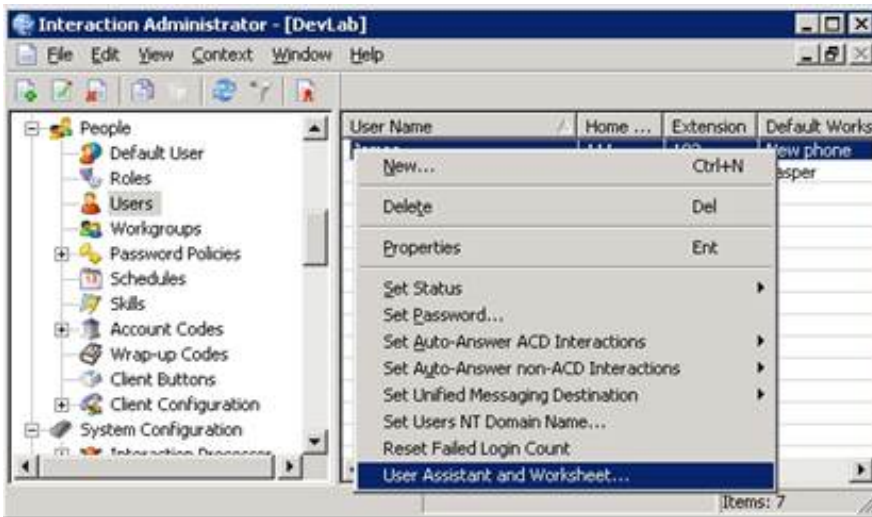 Interaction Administrator - [DevLab]
File Edit View Context Window Help
People
Default User
Roles
Users
Workgroups
Password Policies
Schedules
Skills
Account Codes
Wrap-up Codes
Client Buttons
Client Configuration
System Configuration
Interaction Processor
User Name Home ... Extension Default Works
New phone
asper
New... Ctrl+N
Delete Del
Properties Ent
Set Status
Set Password...
Set Auto-Answer ACD Interactions
Set Auto-Answer non-ACD Interactions
Set Unified Messaging Destination
Set Users NT Domain Name...
Reset Failed Login Count
User Assistant and Worksheet...
Items: 7